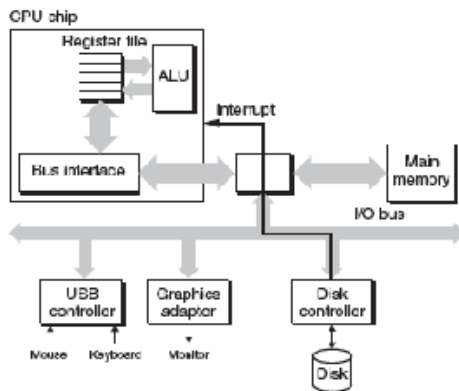 CPU chip
Register file
ALU
Interrupt
Bus interface
Main
memory
I/O bus
USB
controller
Graphics
adaptor
Disk
controller
Mouse
Keyboard
Monitor
Disk